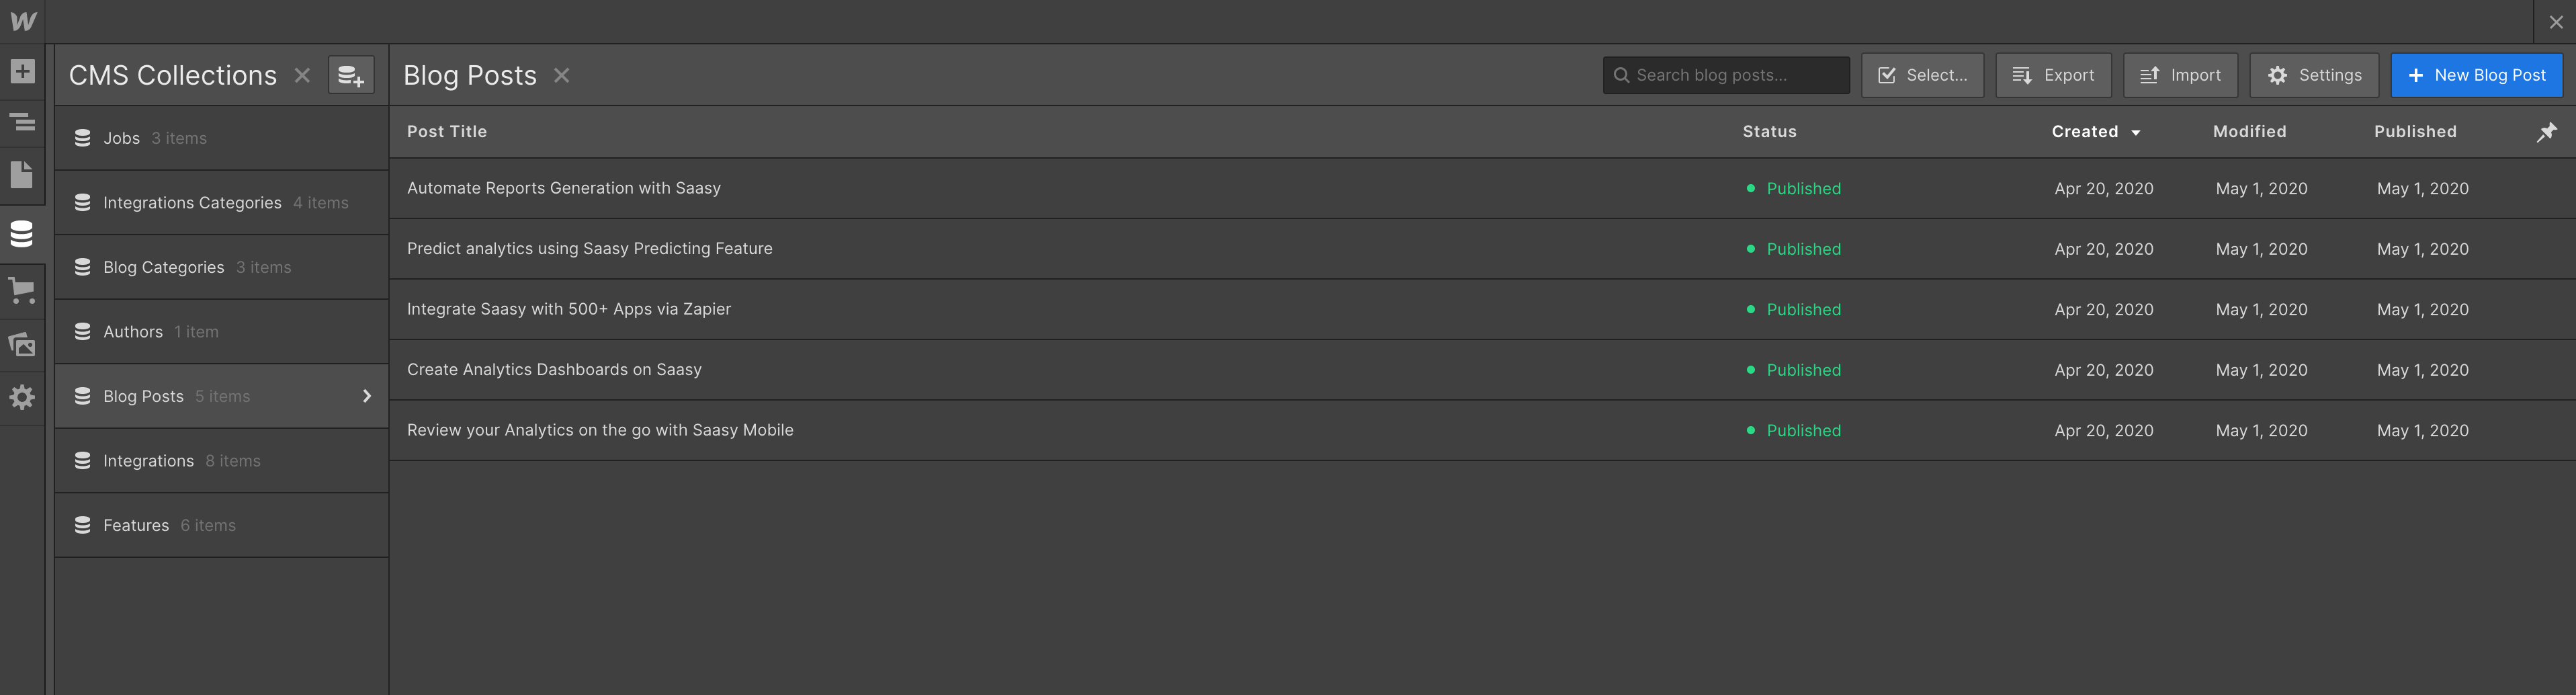 CMS Collections
Blog Posts
Search blog posts...
Select...
Export
Import
Settings
New Blog Post
Jobs 3 items
Integrations Categories 4 items
Blog Categories 3 items
Authors 1 item
Blog Posts 5 items
Integrations 8 items
Features 6 items
Post Title Status Created Modified Published
Automate Reports Generation with Saasy Published Apr 20, 2020 May 1, 2020 May 1, 2020
Predict analytics using Saasy Predicting Feature Published Apr 20, 2020 May 1, 2020 May 1, 2020
Integrate Saasy with 500+ Apps via Zapier Published Apr 20, 2020 May 1, 2020 May 1, 2020
Create Analytics Dashboards on Saasy Published Apr 20, 2020 May 1, 2020 May 1, 2020
Review your Analytics on the go with Saasy Mobile Published Apr 20, 2020 May 1, 2020 May 1, 2020